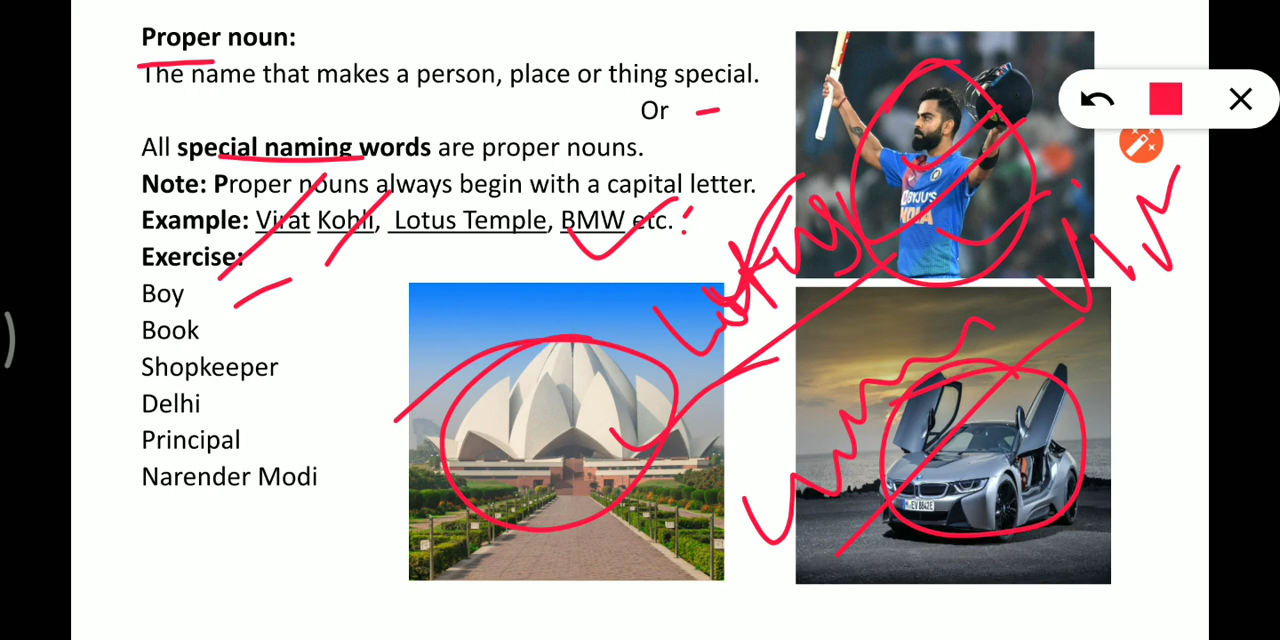 Proper noun:
The name that makes a person, place or thing special.
Or
All special naming words are proper nouns.
Note: Proper nouns always begin with a capital letter.
Example: Virat Kohli, Lotus Temple, BMW etc.
Exercise:
Boy
Book
Shopkeeper
Delhi
Principal
Narender Modi
BYJU'S
INDIA